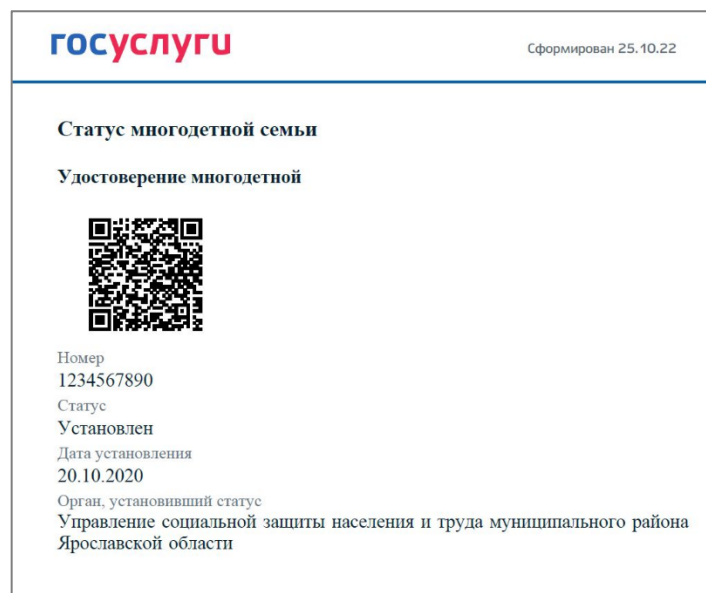 госуслуги
Сформирован 25.10.22
Статус многодетной семьи
Удостоверение многодетной
Номер
1234567890
Статус
Установлен
Дата установления
20.10.2020
Орган, установивший статус
Управление социальной защиты населения и труда муниципального района
Ярославской области